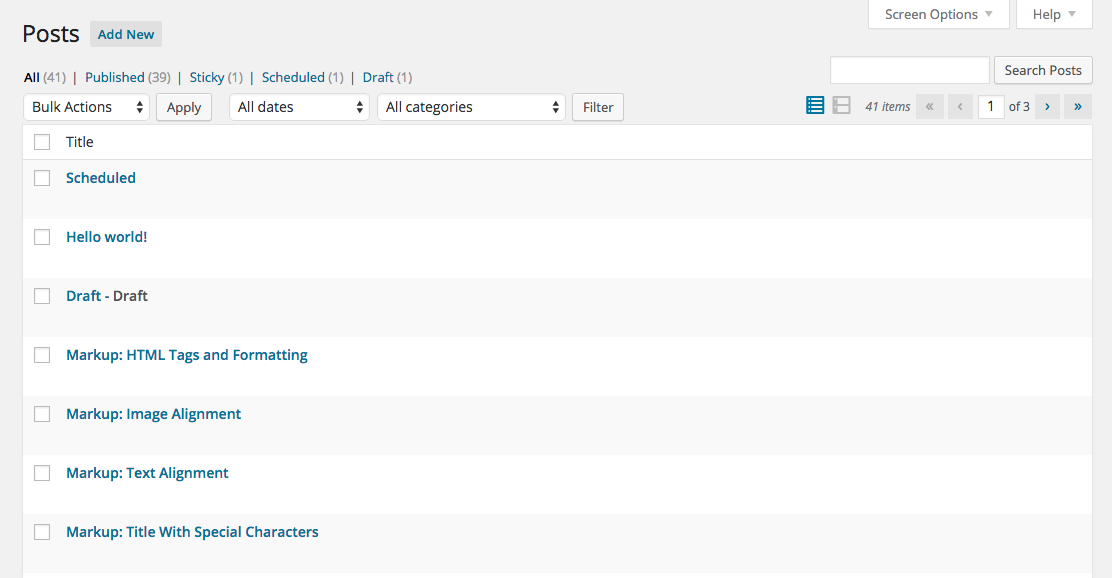 Screen Options Help
Posts Add New
All (41) | Published (39) | Sticky (1) | Scheduled (1) | Draft (1)
Search Posts
Bulk Actions Apply All dates All categories Filter 41 items « ‹ 1 of 3 › »
Title
Scheduled
Hello world!
Draft - Draft
Markup: HTML Tags and Formatting
Markup: Image Alignment
Markup: Text Alignment
Markup: Title With Special Characters